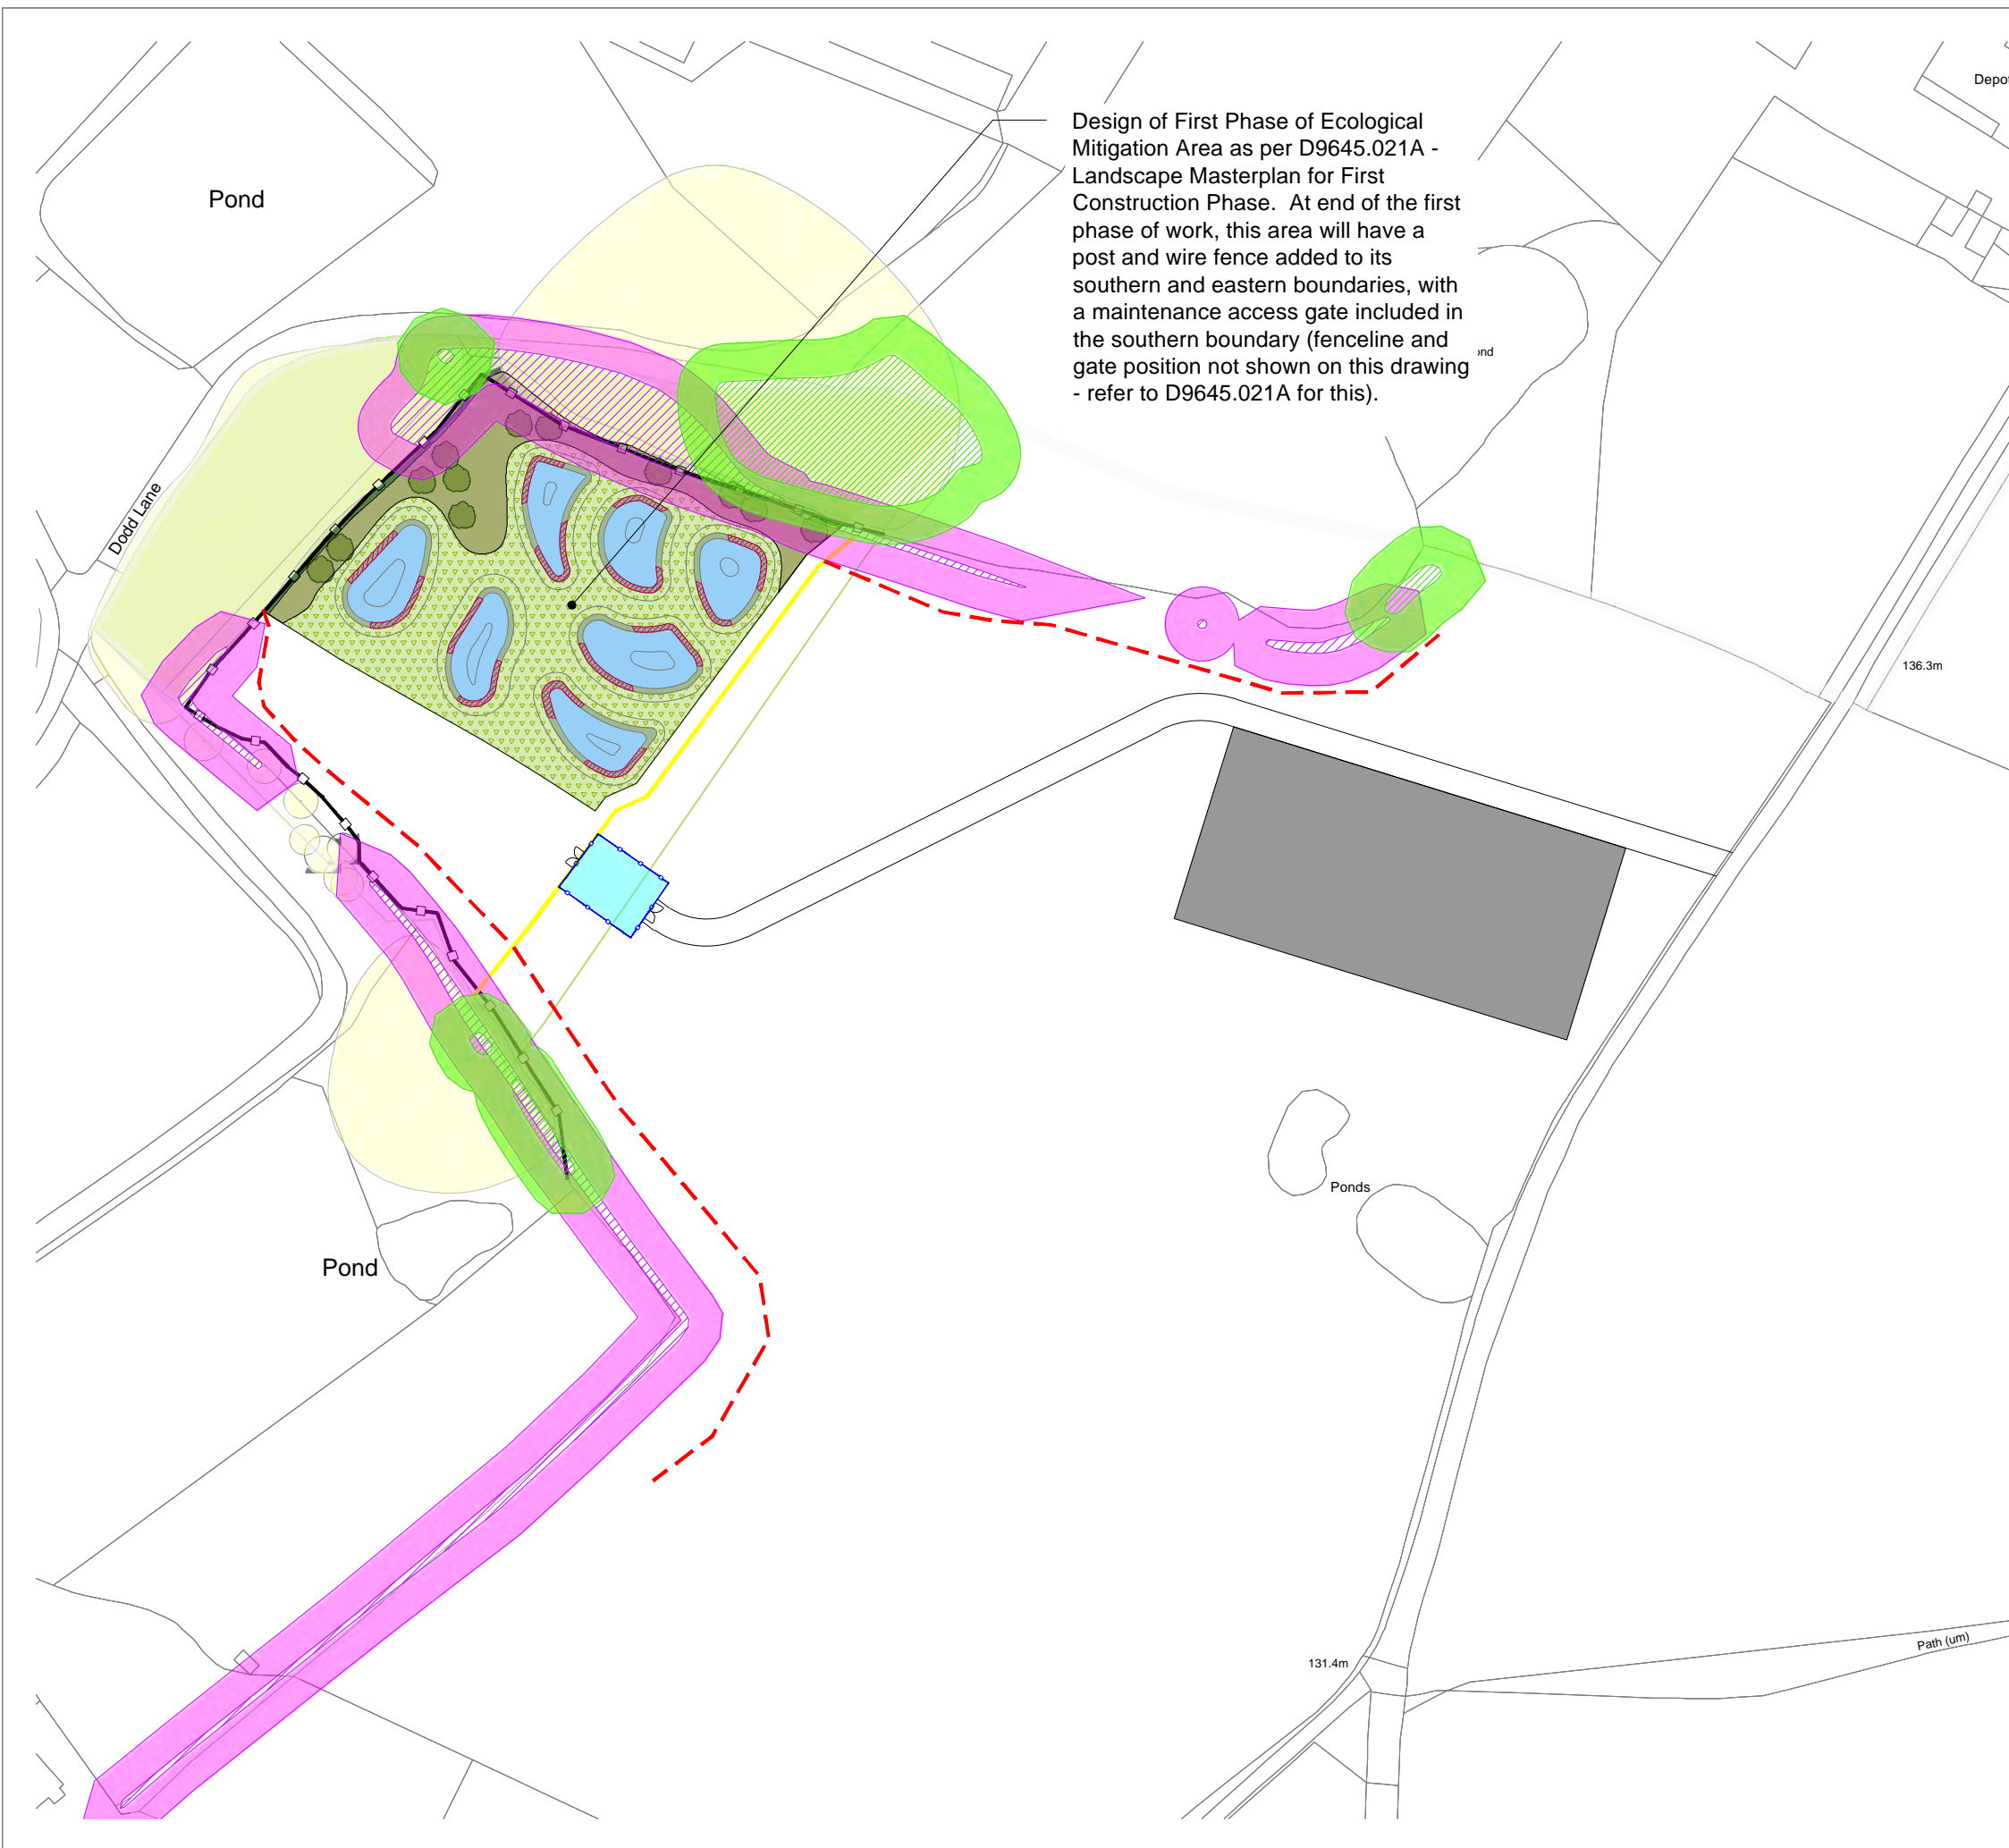 Depot
Design of First Phase of Ecological
Mitigation Area as per D9645.021A -
Landscape Masterplan for First
Construction Phase.  At end of the first
phase of work, this area will have a
post and wire fence added to its
southern and eastern boundaries, with
a maintenance access gate included in
the southern boundary (fenceline and
gate position not shown on this drawing
- refer to D9645.021A for this).
Pond
ond
Dodd Lane
136.3m
Ponds
Pond
Path (um)
131.4m